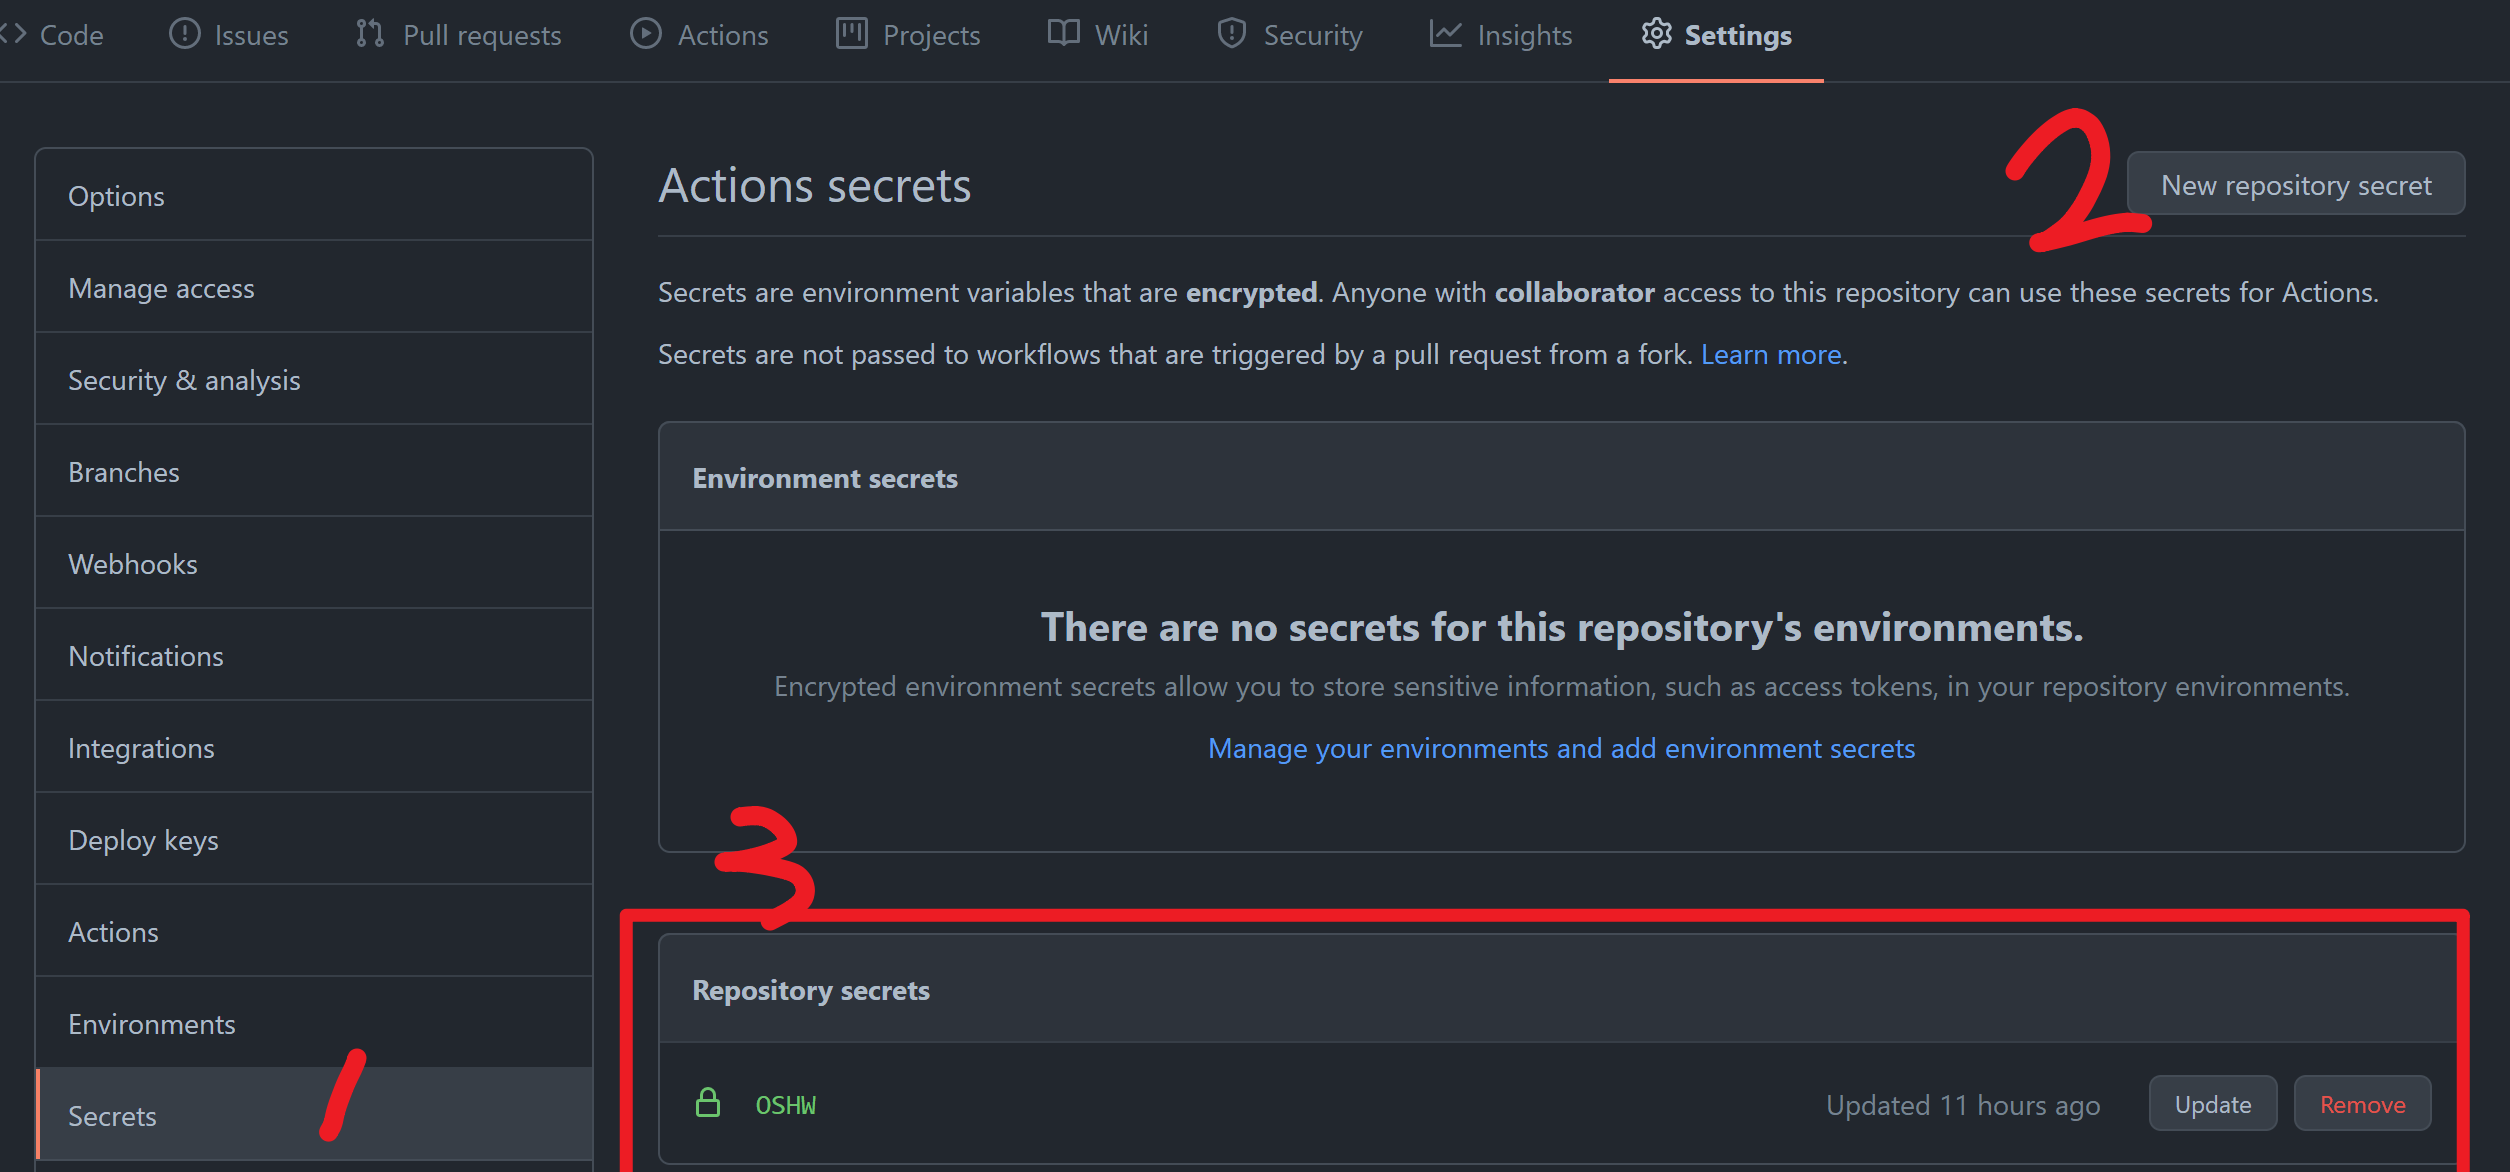 Code Issues Pull requests Actions Projects Wiki Security Insights Settings
Options
Manage access
Security & analysis
Branches
Webhooks
Notifications
Integrations
Deploy keys
Actions
Environments
Secrets
1
Actions secrets
2
New repository secret
Secrets are environment variables that are encrypted. Anyone with collaborator access to this repository can use these secrets for Actions.
Secrets are not passed to workflows that are triggered by a pull request from a fork. Learn more.
Environment secrets
There are no secrets for this repository's environments.
Encrypted environment secrets allow you to store sensitive information, such as access tokens, in your repository environments.
Manage your environments and add environment secrets
3
Repository secrets
OSHW Updated 11 hours ago Update Remove